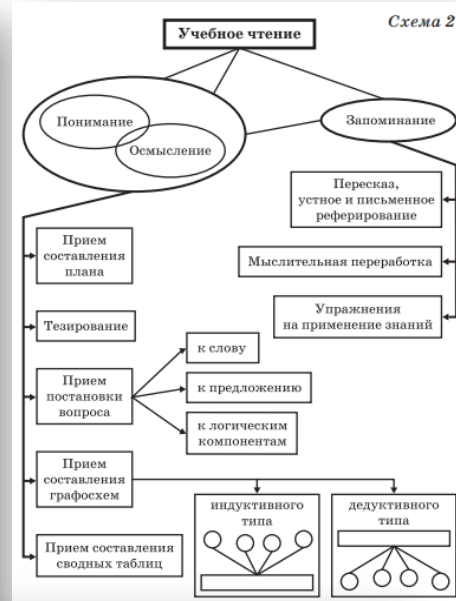 Схема 2
Учебное чтение
Понимание
Осмысление
Запоминание
Пересказ,
устное и письменное
реферирование
Мыслительная переработка
Упражнения
на применение знаний
Прием
составления
плана
Тезирование
Прием
постановки
вопроса
к слову
к предложению
к логическим
компонентам
Прием
составления
графосхем
индуктивного
типа
дедуктивного
типа
Прием составления
сводных таблиц